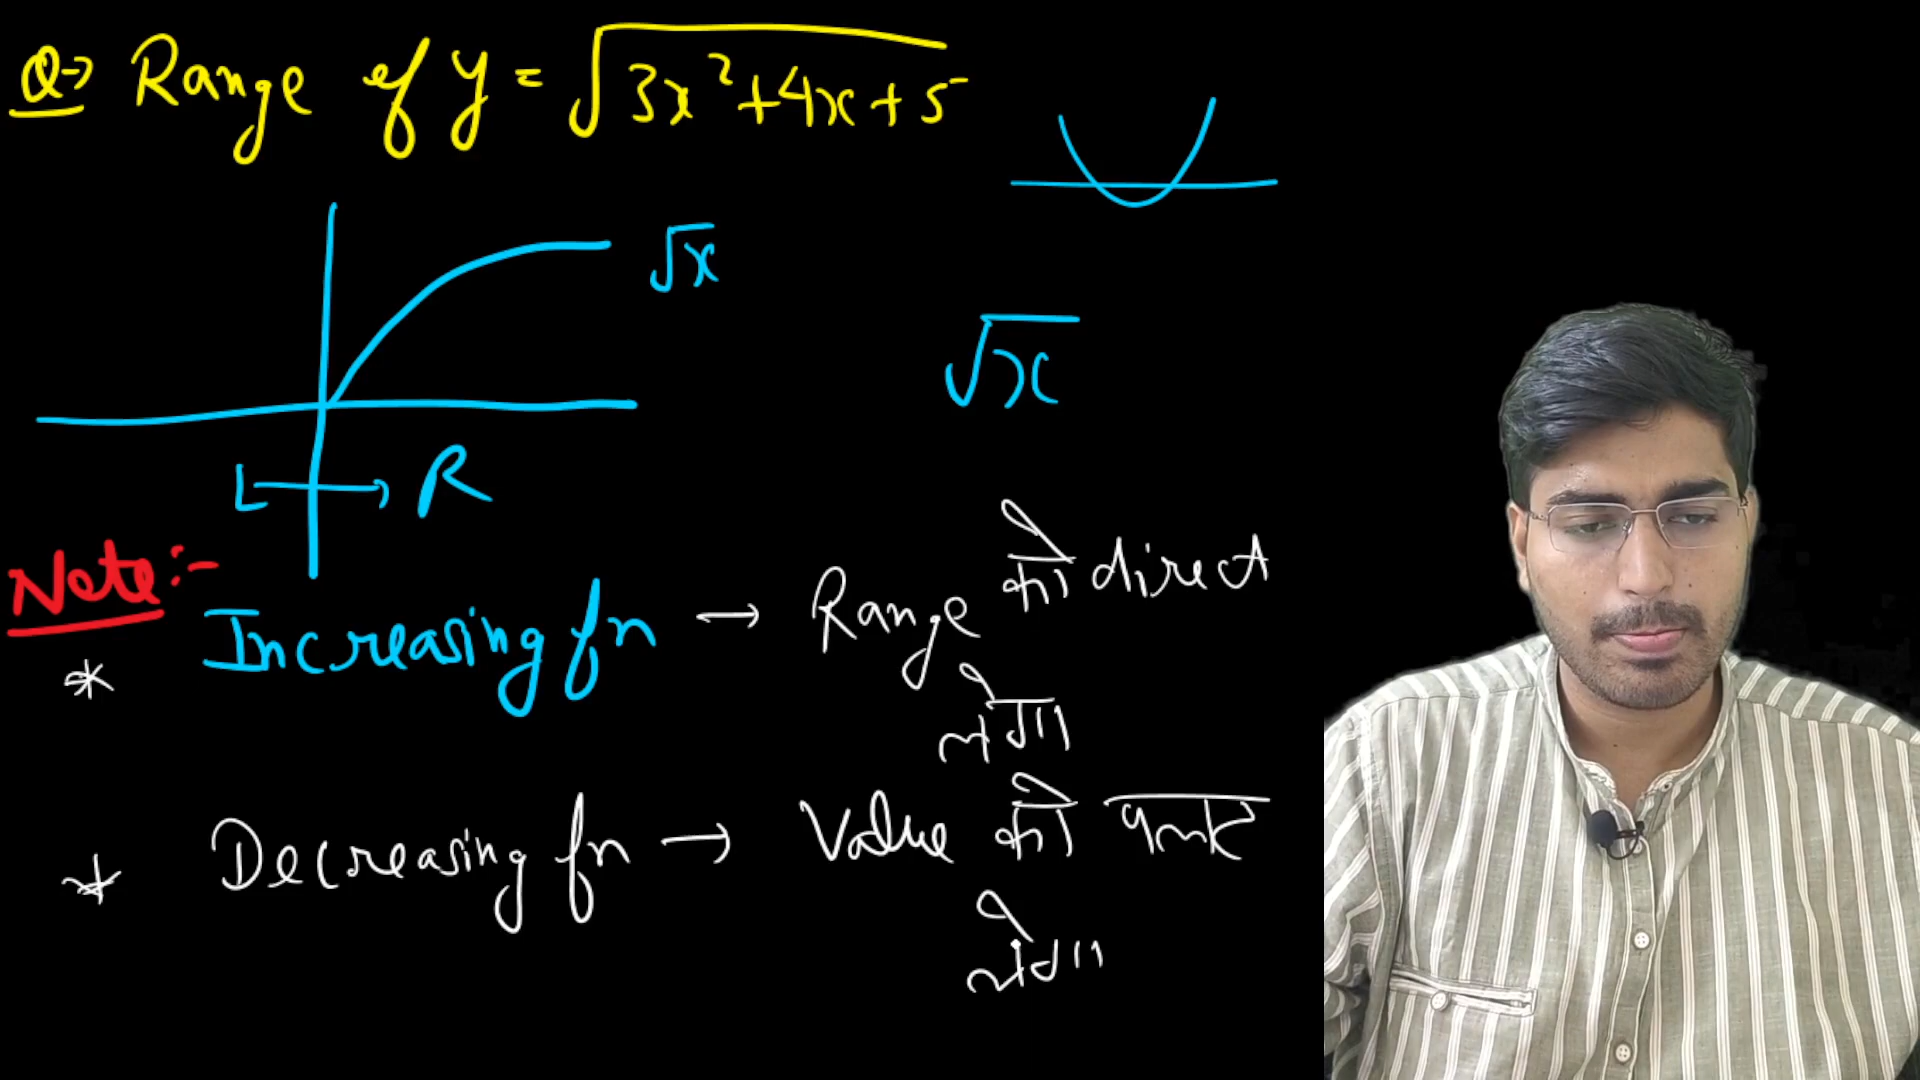 Q→ Range of y = √3x²+4x+5
√x
√x
L R
Note:-
* Increasing fn → Range को direct
लेगा
* Decreasing fn → Value को पलट
लेगा